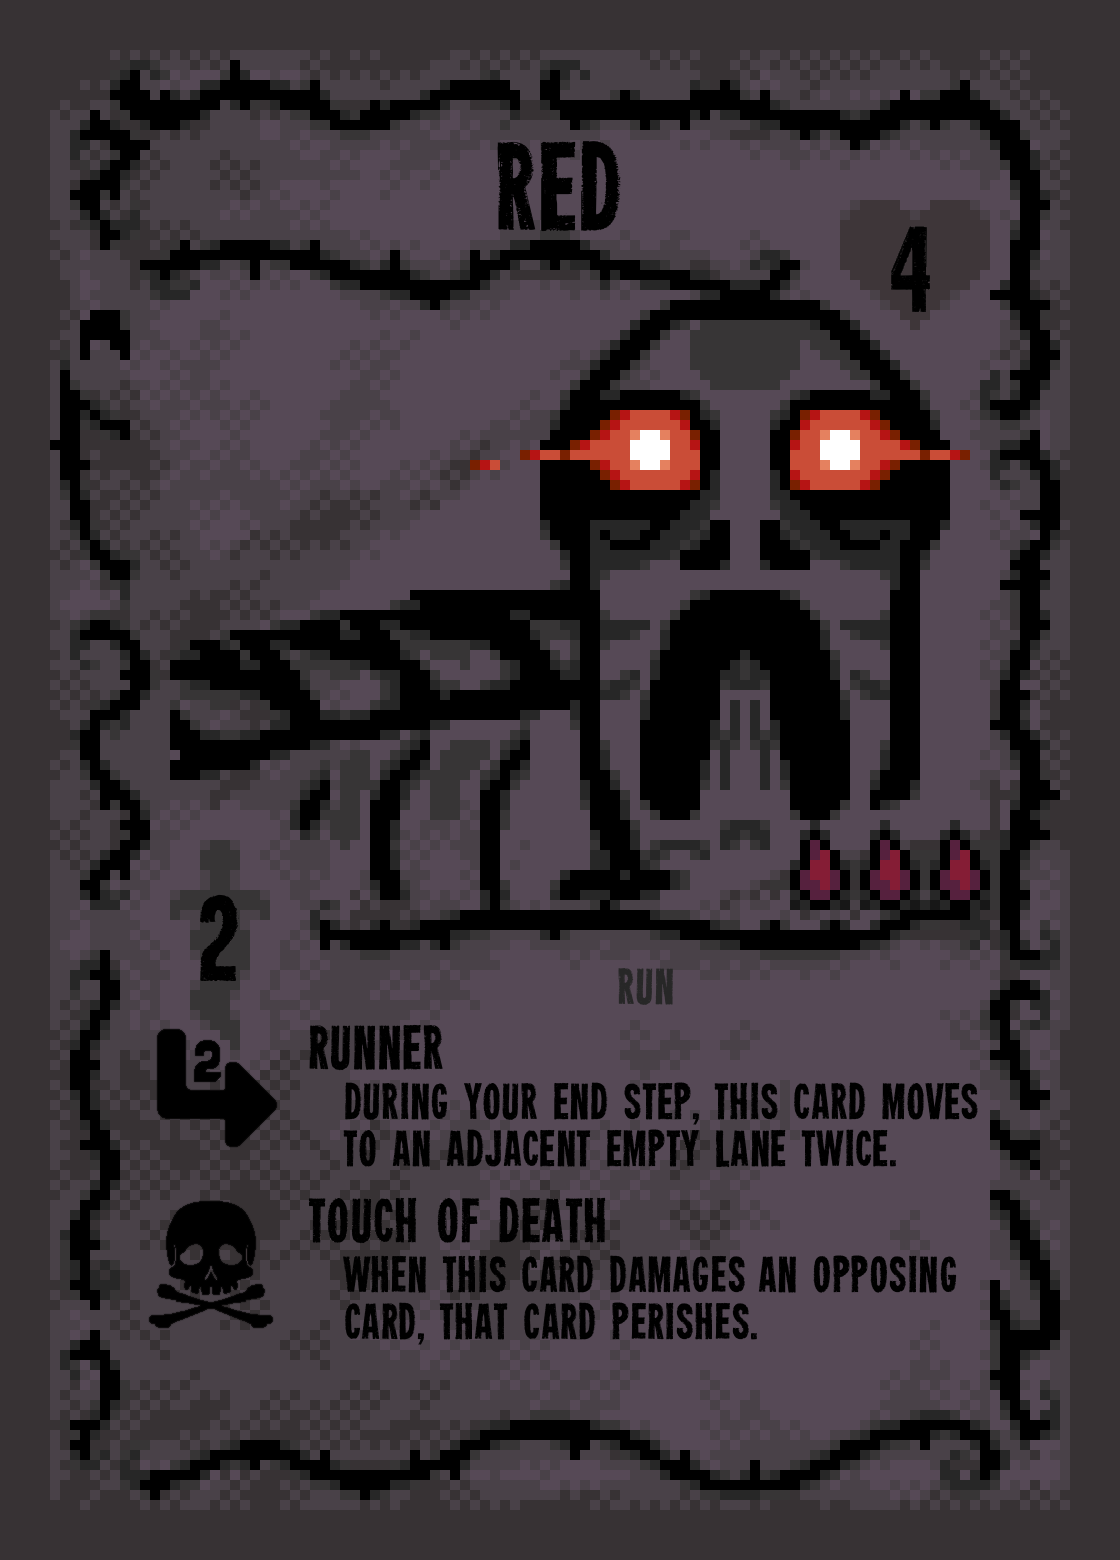 RED
4
2
RUN
RUNNER
2
DURING YOUR END STEP, THIS CARD MOVES
TO AN ADJACENT EMPTY LANE TWICE.
TOUCH OF DEATH
WHEN THIS CARD DAMAGES AN OPPOSING
CARD, THAT CARD PERISHES.